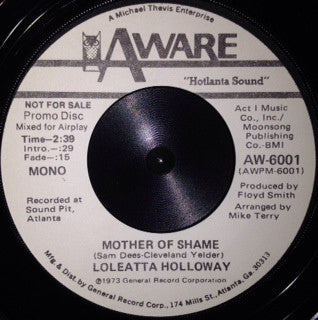 A Michael Thevis Enterprise
AWARE
"Hotlanta Sound"
NOT FOR SALE
Promo Disc
Mixed for Airplay
Time—2:39
Intro.—:29
Fade—:15
MONO
Recorded at
Sound Pit,
Atlanta
Act I Music
Co., Inc./
Moonsong
Publishing
Co.-BMI
AW-6001
(AWPM-6001)
Produced by
Floyd Smith
Arranged by
Mike Terry
MOTHER OF SHAME
(Sam Dees-Cleveland Yelder)
LOLEATTA HOLLOWAY
©1973 General Record Corporation
Mfg. & Dist. by General Record Corp., 174 Mills St., Atlanta, Ga. 30313